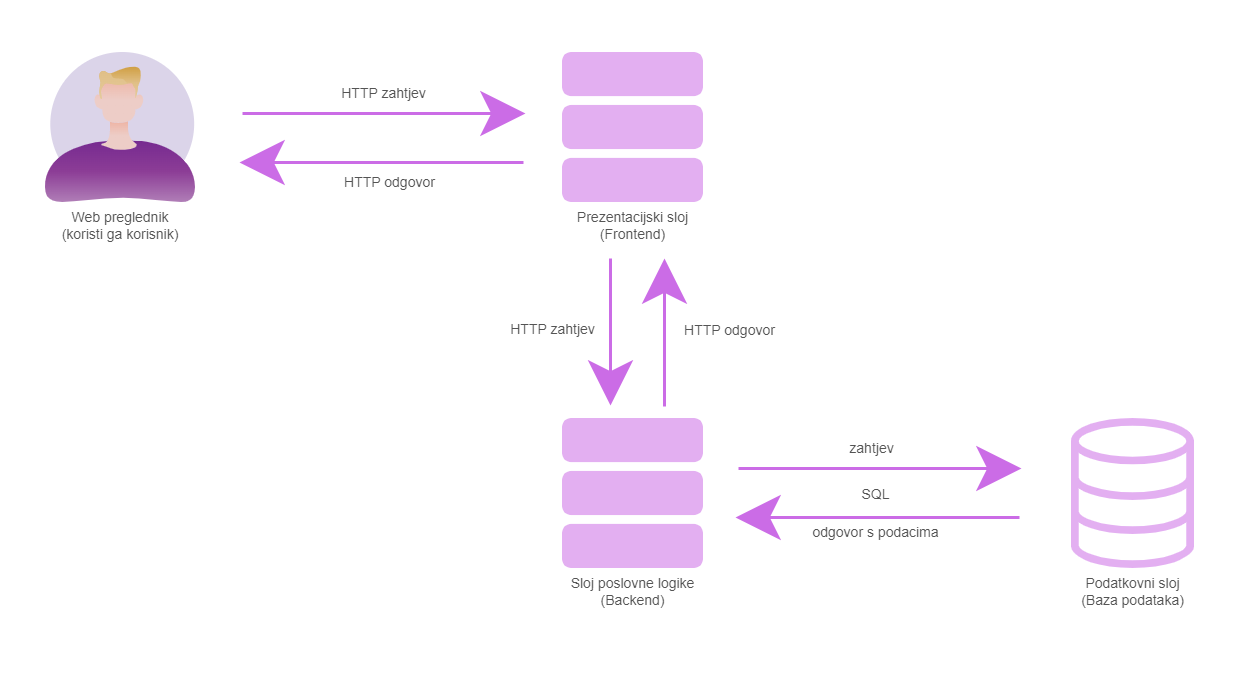 HTTP zahtjev
HTTP odgovor
Web preglednik
(koristi ga korisnik)
Prezentacijski sloj
(Frontend)
HTTP zahtjev
HTTP odgovor
zahtjev
SQL
odgovor s podacima
Sloj poslovne logike
(Backend)
Podatkovni sloj
(Baza podataka)